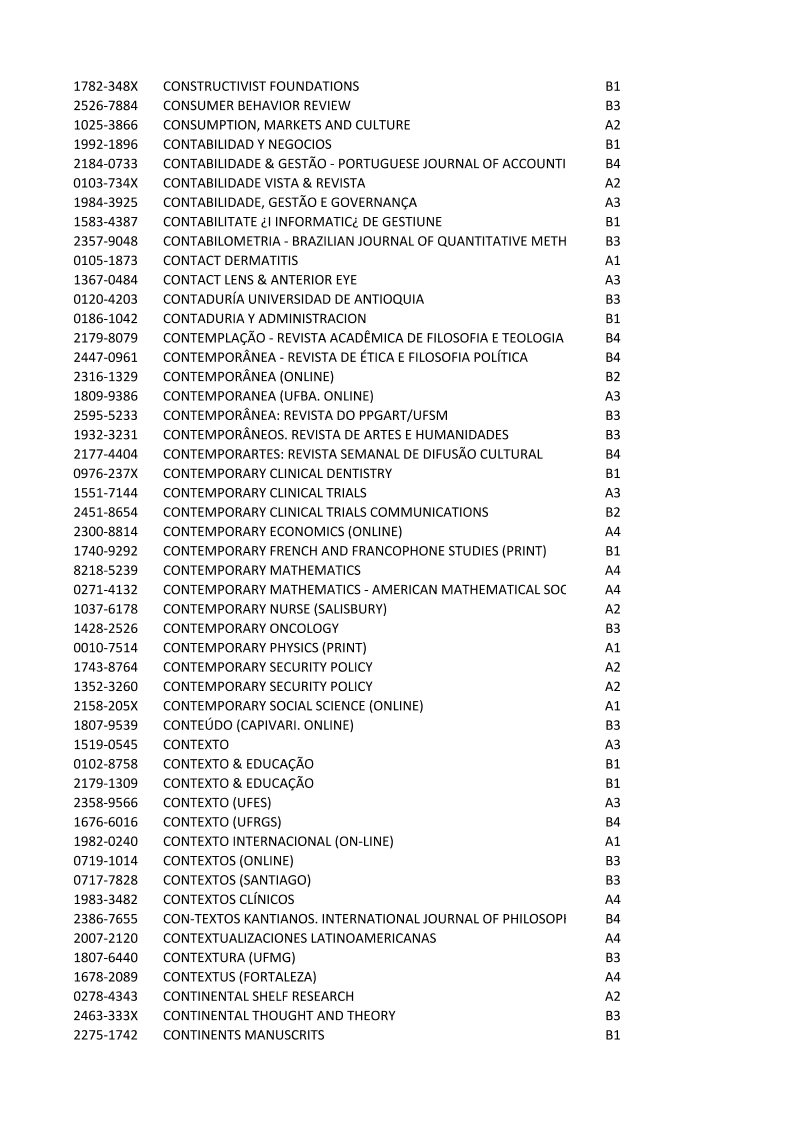 1782-348X CONSTRUCTIVIST FOUNDATIONS B1
2526-7884 CONSUMER BEHAVIOR REVIEW B3
1025-3866 CONSUMPTION, MARKETS AND CULTURE A2
1992-1896 CONTABILIDAD Y NEGOCIOS B1
2184-0733 CONTABILIDADE & GESTÃO - PORTUGUESE JOURNAL OF ACCOUNTI B4
0103-734X CONTABILIDADE VISTA & REVISTA A2
1984-3925 CONTABILIDADE, GESTÃO E GOVERNANÇA A3
1583-4387 CONTABILITATE ¿I INFORMATIC¿ DE GESTIUNE B1
2357-9048 CONTABILOMETRIA - BRAZILIAN JOURNAL OF QUANTITATIVE METH B3
0105-1873 CONTACT DERMATITIS A1
1367-0484 CONTACT LENS & ANTERIOR EYE A3
0120-4203 CONTADURÍA UNIVERSIDAD DE ANTIOQUIA B3
0186-1042 CONTADURIA Y ADMINISTRACION B1
2179-8079 CONTEMPLAÇÃO - REVISTA ACADÊMICA DE FILOSOFIA E TEOLOGIA B4
2447-0961 CONTEMPORÂNEA - REVISTA DE ÉTICA E FILOSOFIA POLÍTICA B4
2316-1329 CONTEMPORÂNEA (ONLINE) B2
1809-9386 CONTEMPORANEA (UFBA. ONLINE) A3
2595-5233 CONTEMPORÂNEA: REVISTA DO PPGART/UFSM B3
1932-3231 CONTEMPORÂNEOS. REVISTA DE ARTES E HUMANIDADES B3
2177-4404 CONTEMPORARTES: REVISTA SEMANAL DE DIFUSÃO CULTURAL B4
0976-237X CONTEMPORARY CLINICAL DENTISTRY B1
1551-7144 CONTEMPORARY CLINICAL TRIALS A3
2451-8654 CONTEMPORARY CLINICAL TRIALS COMMUNICATIONS B2
2300-8814 CONTEMPORARY ECONOMICS (ONLINE) A4
1740-9292 CONTEMPORARY FRENCH AND FRANCOPHONE STUDIES (PRINT) B1
8218-5239 CONTEMPORARY MATHEMATICS A4
0271-4132 CONTEMPORARY MATHEMATICS - AMERICAN MATHEMATICAL SOC A4
1037-6178 CONTEMPORARY NURSE (SALISBURY) A2
1428-2526 CONTEMPORARY ONCOLOGY B3
0010-7514 CONTEMPORARY PHYSICS (PRINT) A1
1743-8764 CONTEMPORARY SECURITY POLICY A2
1352-3260 CONTEMPORARY SECURITY POLICY A2
2158-205X CONTEMPORARY SOCIAL SCIENCE (ONLINE) A1
1807-9539 CONTEÚDO (CAPIVARI. ONLINE) B3
1519-0545 CONTEXTO A3
0102-8758 CONTEXTO & EDUCAÇÃO B1
2179-1309 CONTEXTO & EDUCAÇÃO B1
2358-9566 CONTEXTO (UFES) A3
1676-6016 CONTEXTO (UFRGS) B4
1982-0240 CONTEXTO INTERNACIONAL (ON-LINE) A1
0719-1014 CONTEXTOS (ONLINE) B3
0717-7828 CONTEXTOS (SANTIAGO) B3
1983-3482 CONTEXTOS CLÍNICOS A4
2386-7655 CON-TEXTOS KANTIANOS. INTERNATIONAL JOURNAL OF PHILOSOPH B4
2007-2120 CONTEXTUALIZACIONES LATINOAMERICANAS A4
1807-6440 CONTEXTURA (UFMG) B3
1678-2089 CONTEXTUS (FORTALEZA) A4
0278-4343 CONTINENTAL SHELF RESEARCH A2
2463-333X CONTINENTAL THOUGHT AND THEORY B3
2275-1742 CONTINENTS MANUSCRITS B1